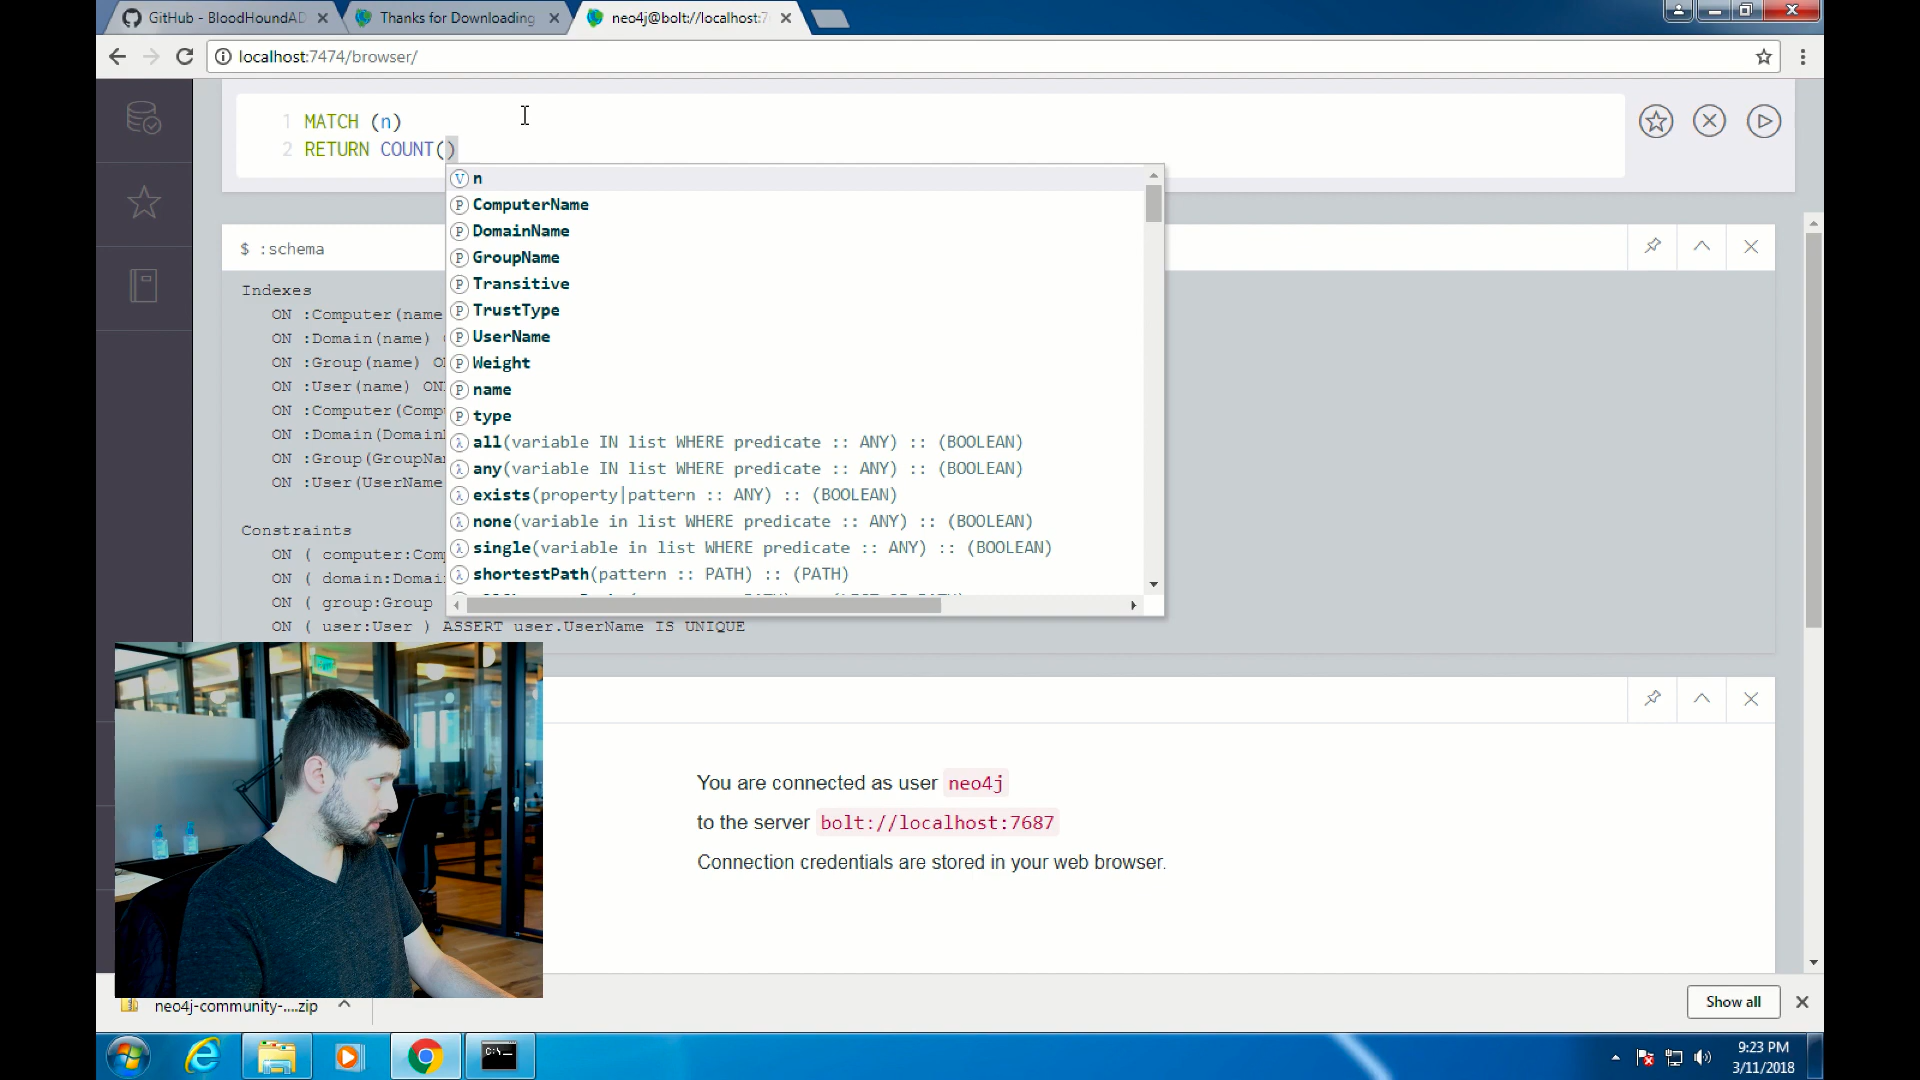 GitHub - BloodHoundAD
Thanks for Downloading
neo4j@bolt://localhost:7
localhost:7474/browser/
1 MATCH (n)
2 RETURN COUNT()
V n
P ComputerName
P DomainName
P GroupName
P Transitive
P TrustType
P UserName
P Weight
P name
P type
λ all(variable IN list WHERE predicate :: ANY) :: (BOOLEAN)
λ any(variable IN list WHERE predicate :: ANY) :: (BOOLEAN)
λ exists(property|pattern :: ANY) :: (BOOLEAN)
λ none(variable in list WHERE predicate :: ANY) :: (BOOLEAN)
λ single(variable in list WHERE predicate :: ANY) :: (BOOLEAN)
λ shortestPath(pattern :: PATH) :: (PATH)
$ :schema
Indexes
ON :Computer(name
ON :Domain(name)
ON :Group(name) ON
ON :User(name) ON
ON :Computer(Comp
ON :Domain(Domain
ON :Group(GroupNa
ON :User(UserName
Constraints
ON ( computer:Com
ON ( domain:Domai
ON ( group:Group
ON ( user:User ) ASSERT user.UserName IS UNIQUE
You are connected as user neo4j
to the server bolt://localhost:7687
Connection credentials are stored in your web browser.
neo4j-community-....zip
Show all
C:\_
9:23 PM
3/11/2018